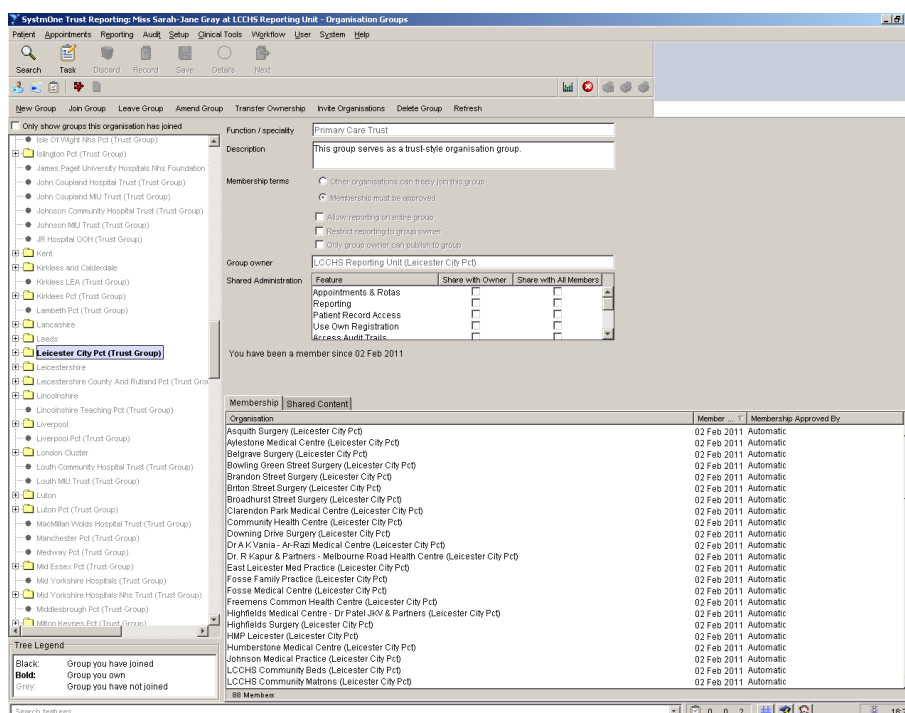 SystmOne Trust Reporting: Miss Sarah-Jane Gray at LCCHS Reporting Unit - Organisation Groups
Patient Appointments Reporting Audit Setup Clinical Tools Workflow User System Help
Search Task Discard Record Save Details Next
New Group Join Group Leave Group Amend Group Transfer Ownership Invite Organisations Delete Group Refresh
Only show groups this organisation has joined
Isle Of Wight Nhs Pct (Trust Group)
Islington Pct (Trust Group)
James Paget University Hospitals Nhs Foundation
John Coupland Hospital Trust (Trust Group)
John Coupland MIU Trust (Trust Group)
Johnson Community Hospital Trust (Trust Group)
Johnson MIU Trust (Trust Group)
JR Hospital OOH (Trust Group)
Kent
Kirklees and Calderdale
Kirklees LEA (Trust Group)
Kirklees Pct (Trust Group)
Lambeth Pct (Trust Group)
Lancashire
Leeds
Leicester City Pct (Trust Group)
Leicestershire
Leicestershire County And Rutland Pct (Trust Gro
Lincolnshire
Lincolnshire Teaching Pct (Trust Group)
Liverpool
Liverpool Pct (Trust Group)
London Cluster
Louth Community Hospital Trust (Trust Group)
Louth MIU Trust (Trust Group)
Luton
Luton Pct (Trust Group)
MacMillan Wolds Hospital Trust (Trust Group)
Manchester Pct (Trust Group)
Medway Pct (Trust Group)
Mid Essex Pct (Trust Group)
Mid Yorkshire Hospitals (Trust Group)
Mid Yorkshire Hospitals Nhs Trust (Trust Group)
Middlesbrough Pct (Trust Group)
Milton Keynes Pct (Trust Group)
Tree Legend
Black: Group you have joined
Bold: Group you own
Grey: Group you have not joined
Function / speciality Primary Care Trust
Description This group serves as a trust-style organisation group.
Membership terms Other organisations can freely join this group
Membership must be approved
Allow reporting on entire group
Restrict reporting to group owner
Only group owner can publish to group
Group owner LCCHS Reporting Unit (Leicester City Pct)
Shared Administration Feature Share with Owner Share with All Members
Appointments & Rotas
Reporting
Patient Record Access
Use Own Registration
Access Audit Trails
You have been a member since 02 Feb 2011
Membership Shared Content
Organisation Member ... Membership Approved By
Asquith Surgery (Leicester City Pct) 02 Feb 2011 Automatic
Aylestone Medical Centre (Leicester City Pct) 02 Feb 2011 Automatic
Belgrave Surgery (Leicester City Pct) 02 Feb 2011 Automatic
Bowling Green Street Surgery (Leicester City Pct) 02 Feb 2011 Automatic
Brandon Street Surgery (Leicester City Pct) 02 Feb 2011 Automatic
Briton Street Surgery (Leicester City Pct) 02 Feb 2011 Automatic
Broadhurst Street Surgery (Leicester City Pct) 02 Feb 2011 Automatic
Clarendon Park Medical (Leicester City Pct) 02 Feb 2011 Automatic
Community Health Centre (Leicester City Pct) 02 Feb 2011 Automatic
Downing Drive Surgery (Leicester City Pct) 02 Feb 2011 Automatic
Dr A K Vania - Ar-Razi Medical Centre (Leicester City Pct) 02 Feb 2011 Automatic
Dr. R Kapur & Partners - Melbourne Road Health Centre (Leicester City Pct) 02 Feb 2011 Automatic
East Leicester Med Practice (Leicester City Pct) 02 Feb 2011 Automatic
Fosse Family Practice (Leicester City Pct) 02 Feb 2011 Automatic
Fosse Medical Centre (Leicester City Pct) 02 Feb 2011 Automatic
Freemens Common Health Centre (Leicester City Pct) 02 Feb 2011 Automatic
Highfields Medical Centre - Dr Patel JKV & Partners (Leicester City Pct) 02 Feb 2011 Automatic
Highfields Surgery (Leicester City Pct) 02 Feb 2011 Automatic
HMP Leicester (Leicester City Pct) 02 Feb 2011 Automatic
Humberstone Medical Centre (Leicester City Pct) 02 Feb 2011 Automatic
Johnson Medical Practice (Leicester City Pct) 02 Feb 2011 Automatic
LCCHS Community Beds (Leicester City Pct) 02 Feb 2011 Automatic
LCCHS Community Matrons (Leicester City Pct) 02 Feb 2011 Automatic
88 Members
Search features 0 0 2